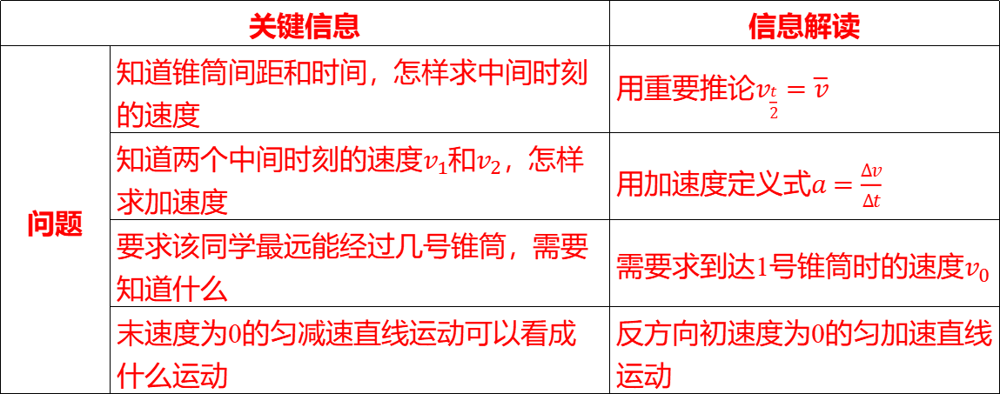 关键信息
信息解读
问题
知道锥筒间距和时间，怎样求中间时刻
的速度
用重要推论$v_{\frac{t}{2}}=\overline{v}$
知道两个中间时刻的速度$v_1$和$v_2$，怎样
求加速度
用加速度定义式$a=\frac{\Delta v}{\Delta t}$
要求该同学最远能经过几号锥筒，需要
知道什么
需要求到达1号锥筒时的速度$v_0$
末速度为0的匀减速直线运动可以看成
什么运动
反方向初速度为0的匀加速直线
运动